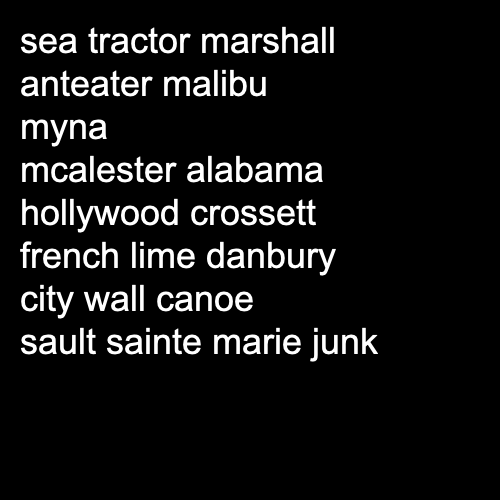 sea tractor marshall
anteater malibu
myna
mcalester alabama
hollywood crossett
french lime danbury
city wall canoe
sault sainte marie junk